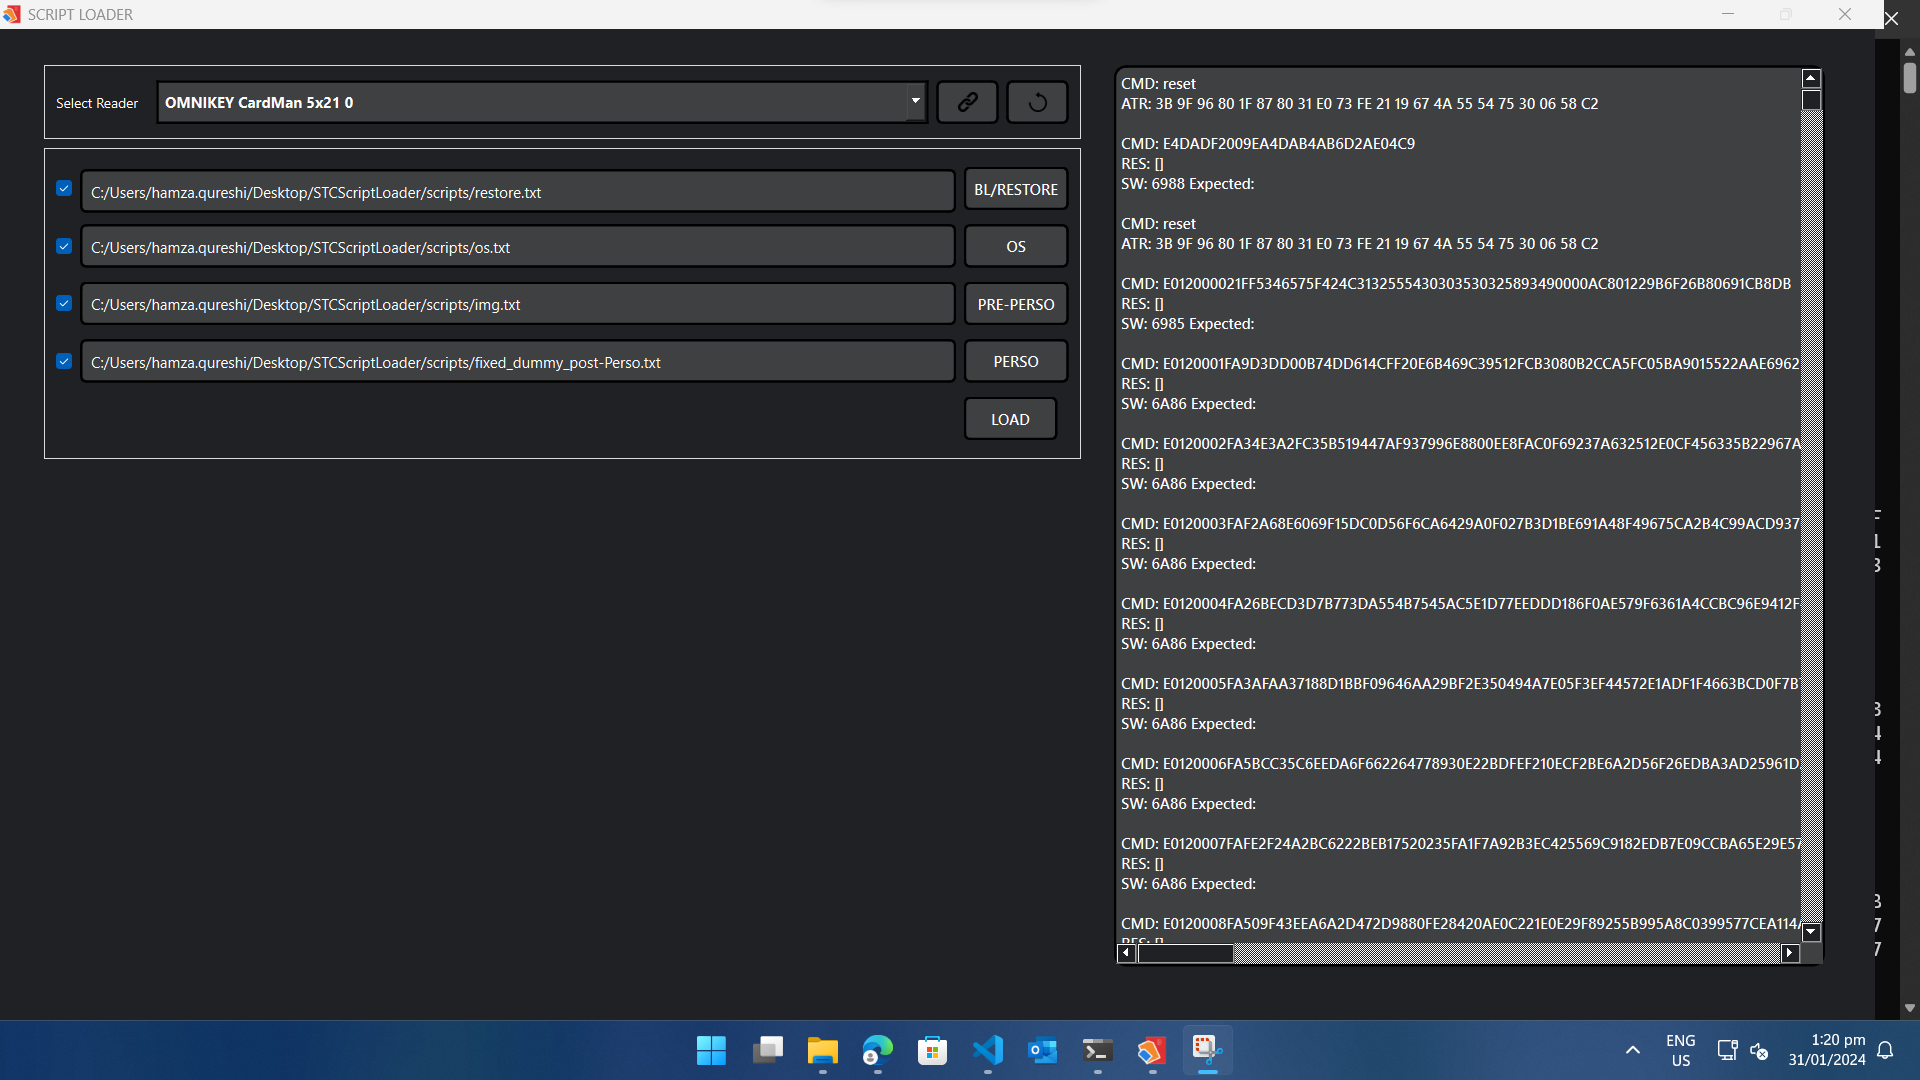 SCRIPT LOADER
Select Reader
OMNIKEY CardMan 5x21 0
C:/Users/hamza.qureshi/Desktop/STCScriptLoader/scripts/restore.txt
BL/RESTORE
C:/Users/hamza.qureshi/Desktop/STCScriptLoader/scripts/os.txt
OS
C:/Users/hamza.qureshi/Desktop/STCScriptLoader/scripts/img.txt
PRE-PERSO
C:/Users/hamza.qureshi/Desktop/STCScriptLoader/scripts/fixed_dummy_post-Perso.txt
PERSO
LOAD
CMD: reset
ATR: 3B 9F 96 80 1F 87 80 31 E0 73 FE 21 19 67 4A 55 54 75 30 06 58 C2
CMD: E4DADF2009EA4DAB4AB6D2AE04C9
RES: []
SW: 6988 Expected:
CMD: reset
ATR: 3B 9F 96 80 1F 87 80 31 E0 73 FE 21 19 67 4A 55 54 75 30 06 58 C2
CMD: E012000021FF5346575F424C3132555430303530325893490000AC801229B6F26B80691CB8DB
RES: []
SW: 6985 Expected:
CMD: E0120001FA9D3DD00B74DD614CFF20E6B469C39512FCB3080B2CCA5FC05BA9015522AAE6962
RES: []
SW: 6A86 Expected:
CMD: E0120002FA34E3A2FC35B519447AF937996E8800EE8FAC0F69237A632512E0CF456335B22967A
RES: []
SW: 6A86 Expected:
CMD: E0120003FAF2A68E6069F15DC0D56F6CA6429A0F027B3D1BE691A48F49675CA2B4C99ACD937
RES: []
SW: 6A86 Expected:
CMD: E0120004FA26BECD3D7B773DA554B7545AC5E1D77EEDDD186F0AE579F6361A4CCBC96E9412F
RES: []
SW: 6A86 Expected:
CMD: E0120005FA3AFAA37188D1BBF09646AA29BF2E350494A7E05F3EF44572E1ADF1F4663BCD0F7B
RES: []
SW: 6A86 Expected:
CMD: E0120006FA5BCC35C6EEDA6F662264778930E22BDFEF210ECF2BE6A2D56F26EDBA3AD25961D
RES: []
SW: 6A86 Expected:
CMD: E0120007FAFE2F24A2BC6222BEB17520235FA1F7A92B3EC425569C9182EDB7E09CCBA65E29E57
RES: []
SW: 6A86 Expected:
CMD: E0120008FA509F43EEA6A2D472D9880FE28420AE0C221E0E29F89255B995A8C0399577CEA114
ENG
US
1:20 pm
31/01/2024